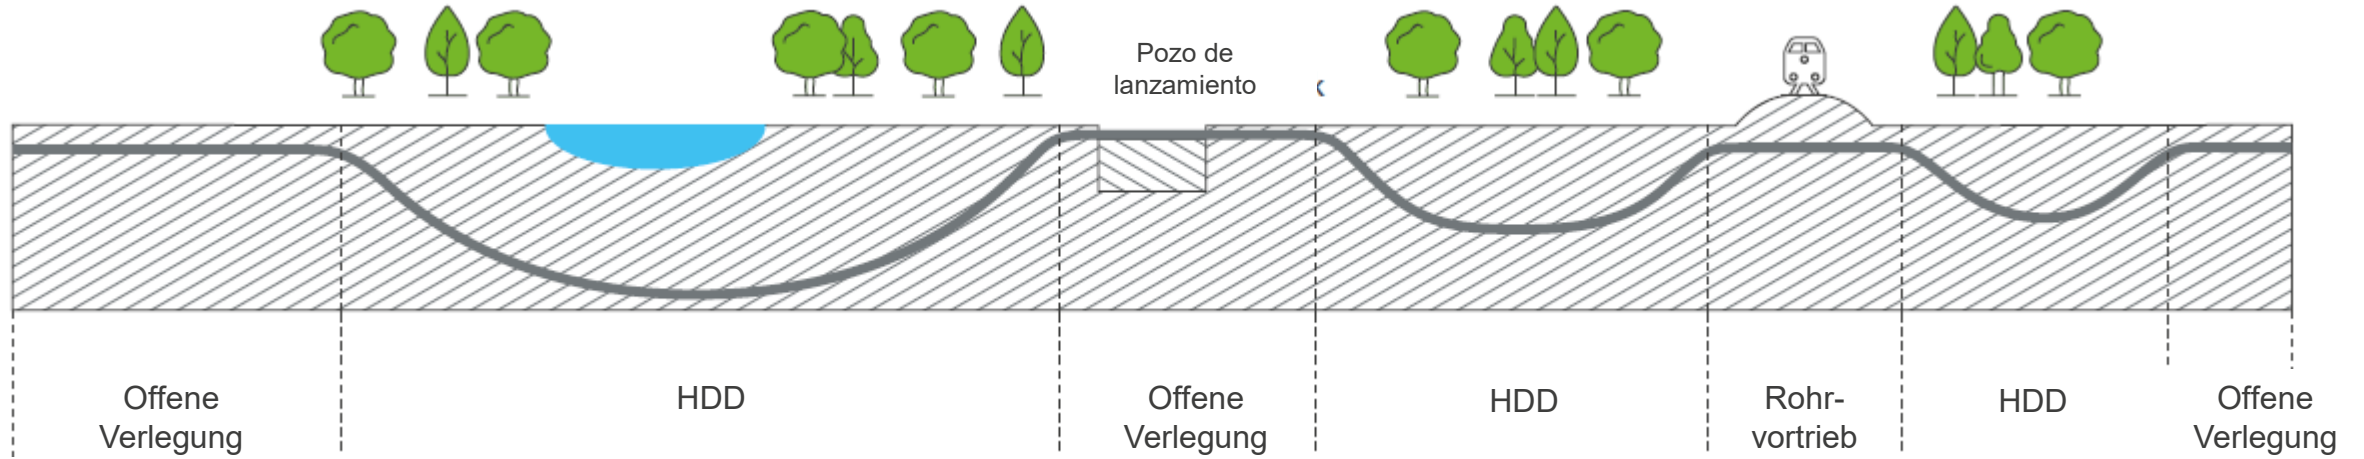 Pozo de
lanzamiento
Offene
Verlegung
HDD
Offene
Verlegung
HDD
Rohr-
vortrieb
HDD
Offene
Verlegung